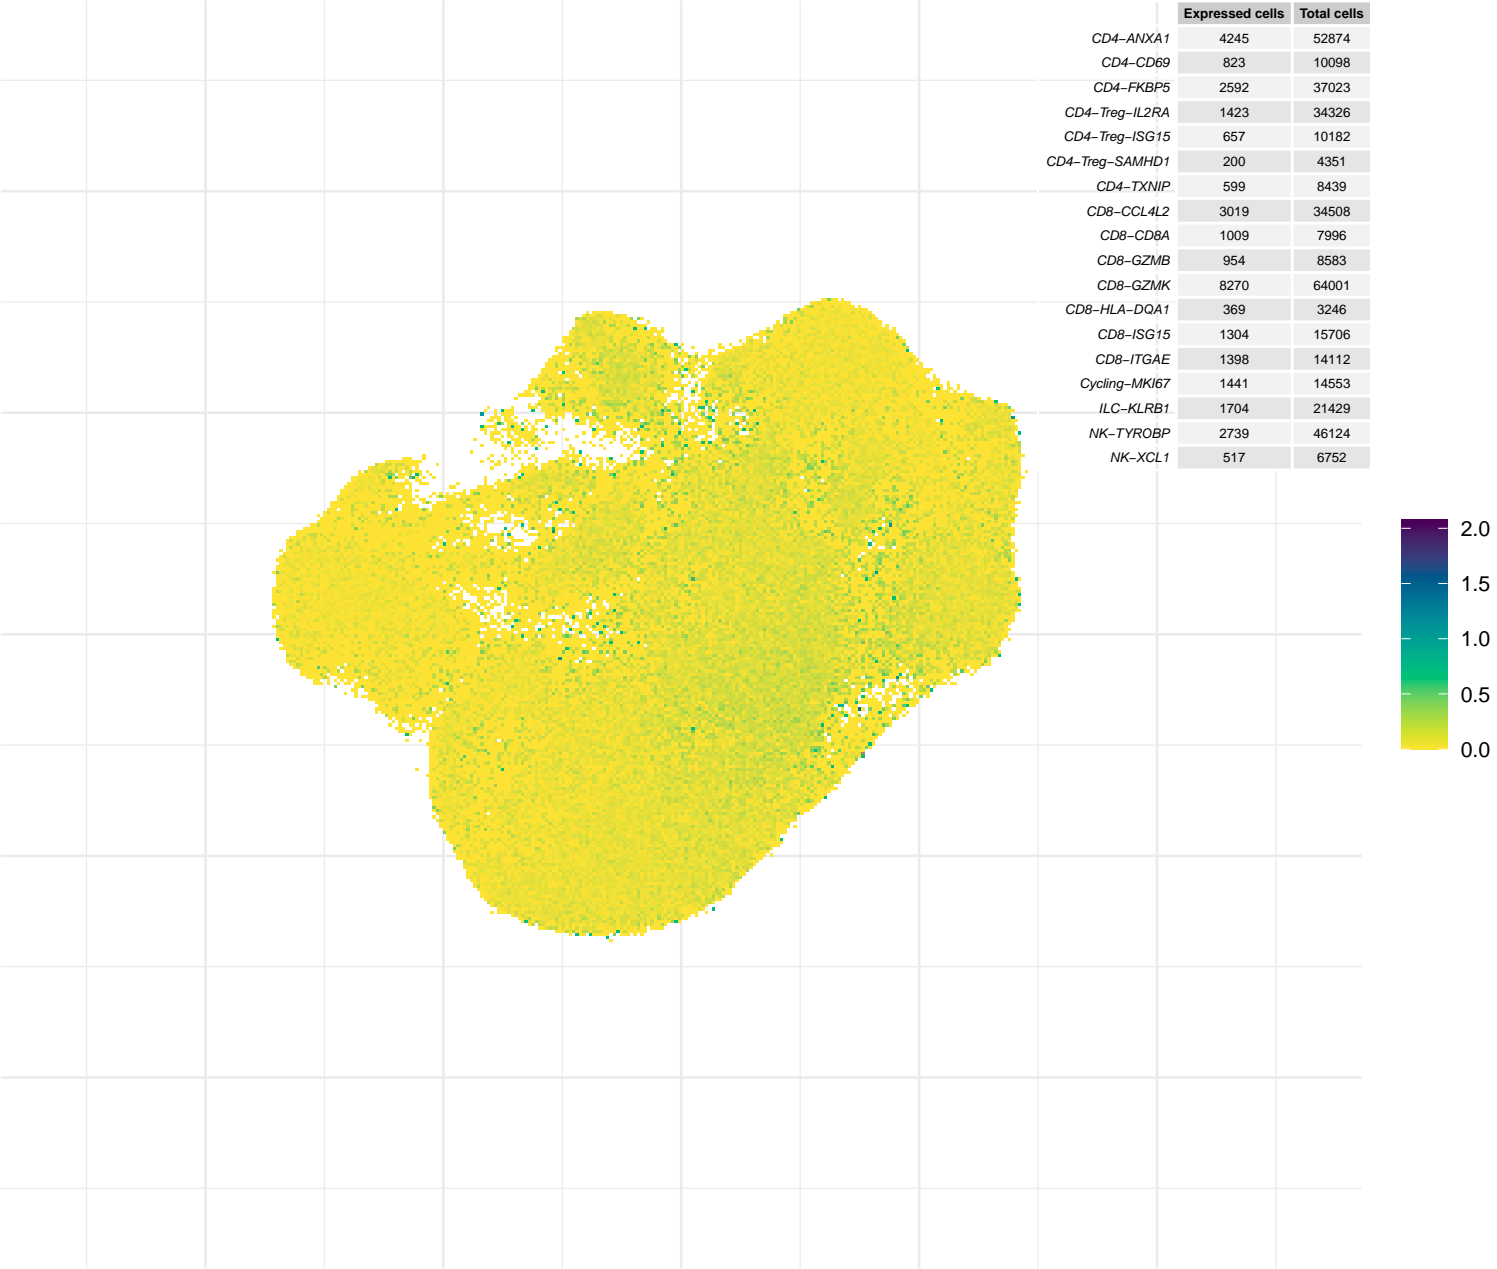 Expressed cells Total cells
CD4−ANXA1 4245 52874
CD4−CD69 823 10098
CD4−FKBP5 2592 37023
CD4−Treg−IL2RA 1423 34326
CD4−Treg−ISG15 657 10182
CD4−Treg−SAMHD1 200 4351
CD4−TXNIP 599 8439
CD8−CCL4L2 3019 34508
CD8−CD8A 1009 7996
CD8−GZMB 954 8583
CD8−GZMK 8270 64001
CD8−HLA−DQA1 369 3246
CD8−ISG15 1304 15706
CD8−ITGAE 1398 14112
Cycling−MKI67 1441 14553
ILC−KLRB1 1704 21429
NK−TYROBP 2739 46124
NK−XCL1 517 6752
2.0
1.5
1.0
0.5
0.0